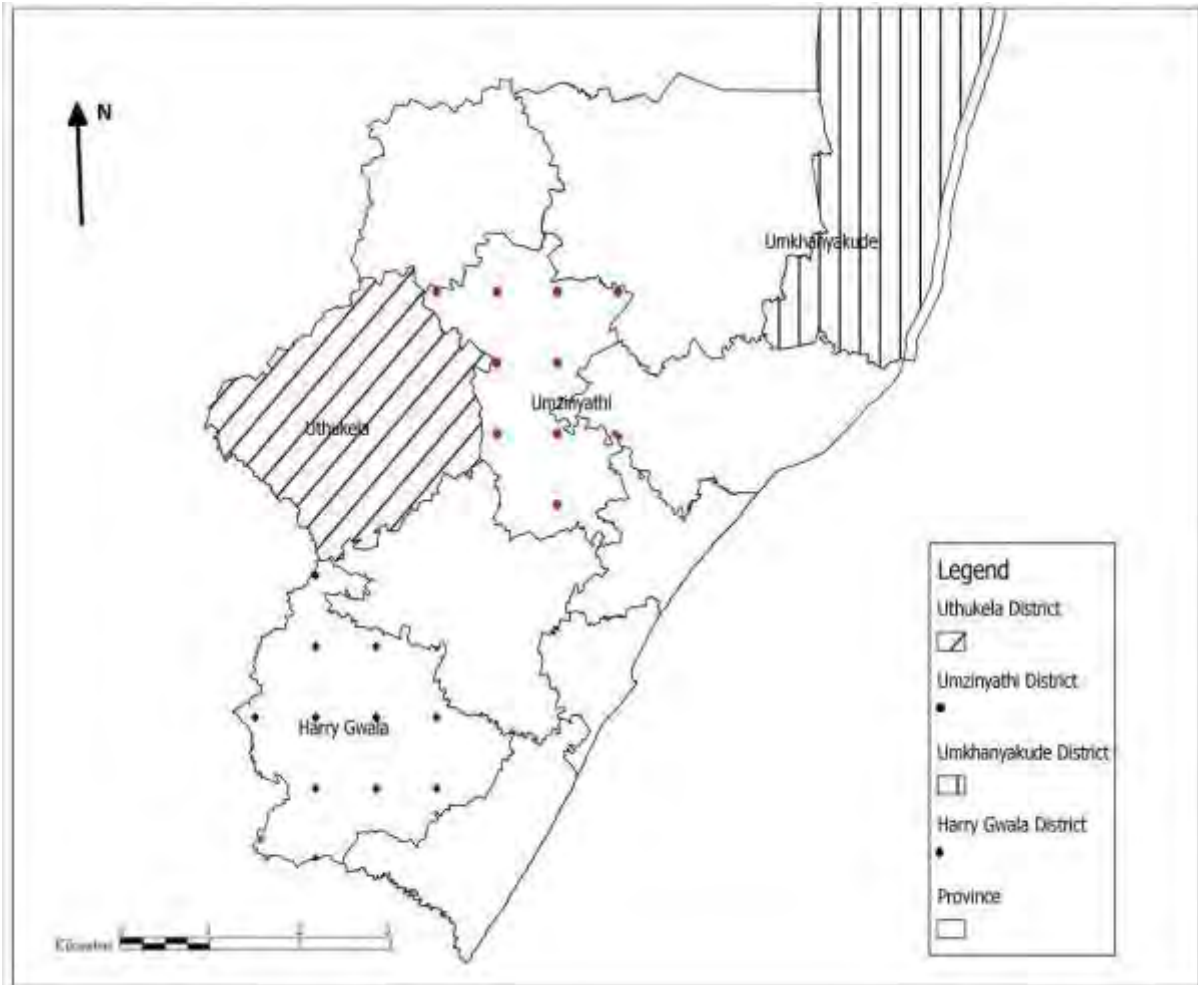 N
Umkhanyakude
Umzinyathi
Uthukela
Harry Gwala
Legend
Uthukela District
Umzinyathi District
Umkhanyakude District
Harry Gwala District
Province